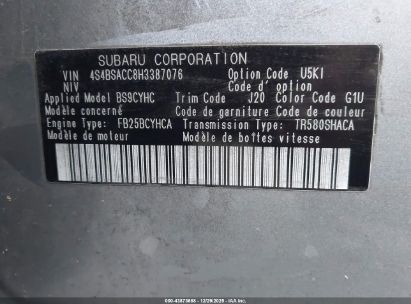 SUBARU CORPORATION
VIN 4S4BSACC8H3387076 Option Code U5KI
NIV Code d' option
Applied Model BS9CYHC Trim Code J20 Color Code G1U
Modèle concerné Code de garniture Code de couleur
Engine Type: FB25BCYHCA Transmission Type: TR580SHACA
Modèle de moteur Modèle de bottes vitesse